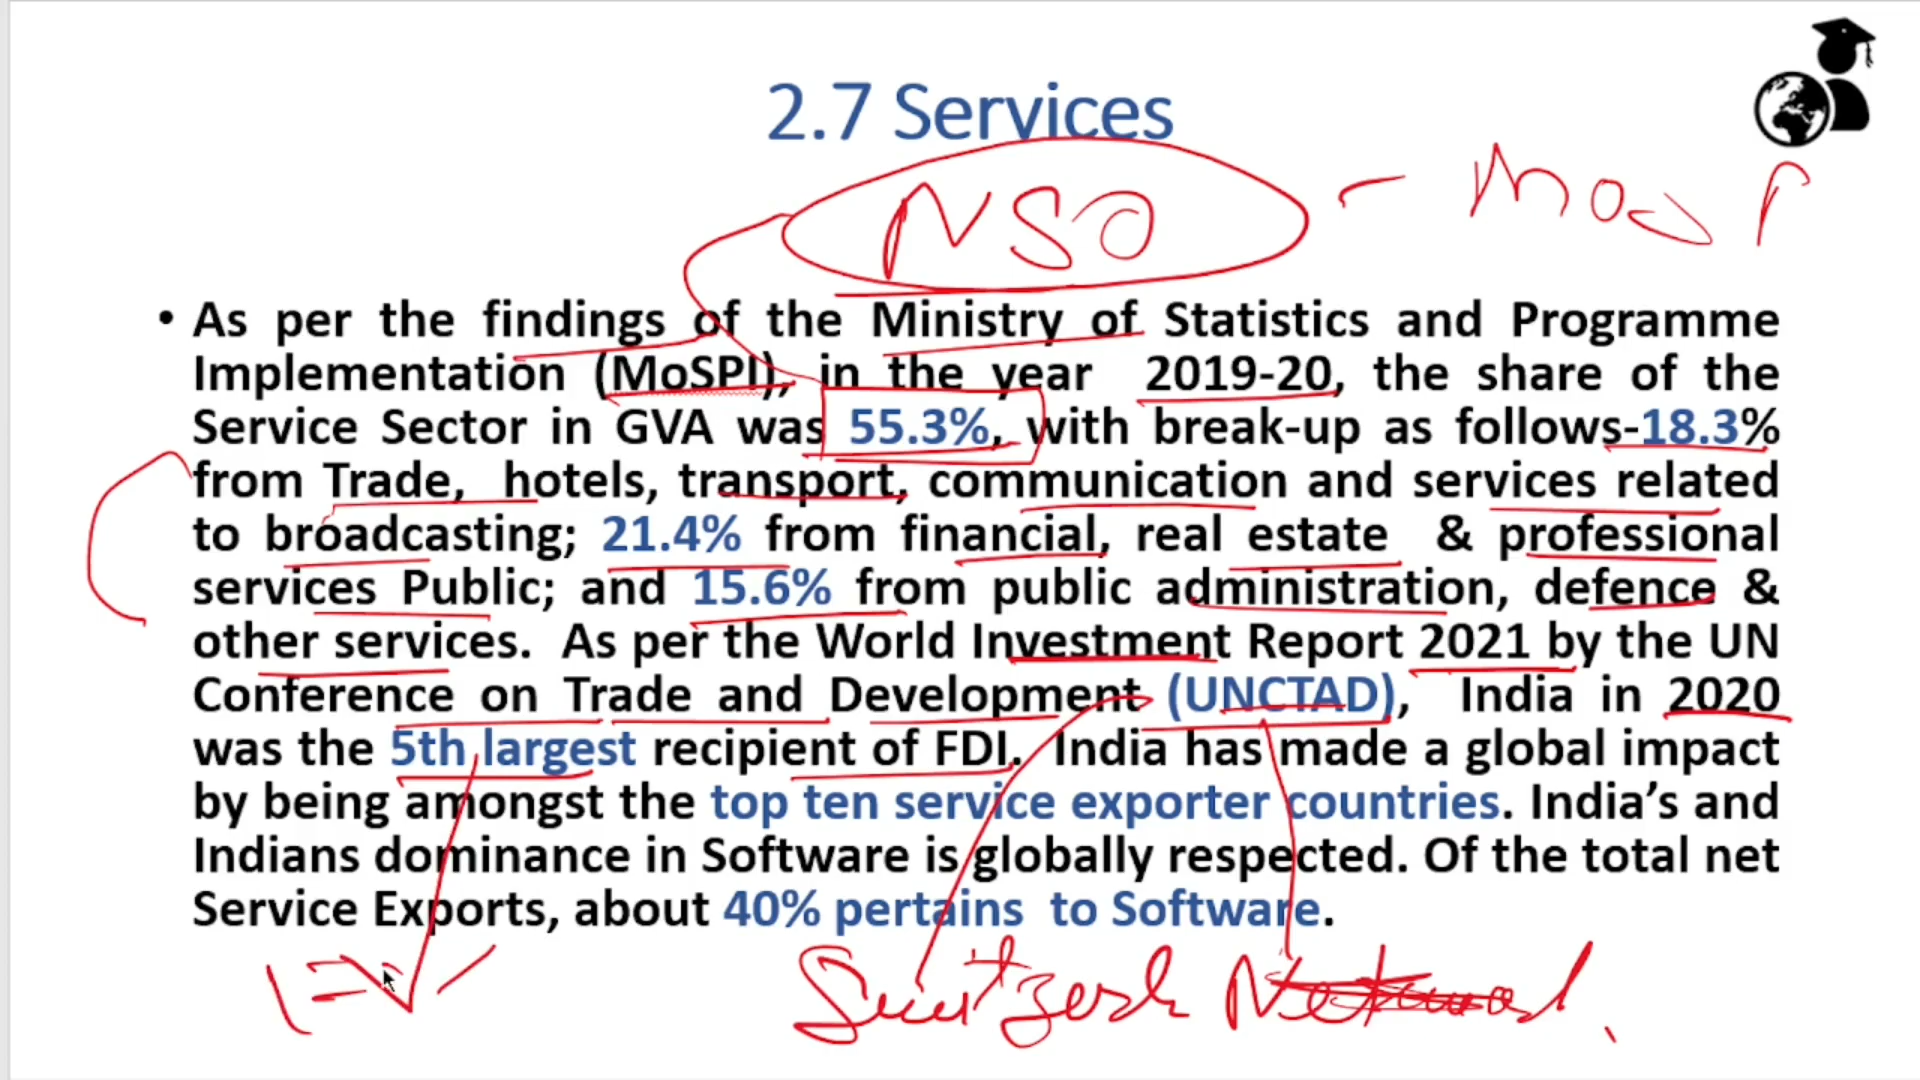 2.7 Services
NSO - MOSP
• As per the findings of the Ministry of Statistics and Programme
Implementation (MoSPI), in the year 2019-20, the share of the
Service Sector in GVA was 55.3%, with break-up as follows-18.3%
from Trade, hotels, transport, communication and services related
to broadcasting; 21.4% from financial, real estate & professional
services Public; and 15.6% from public administration, defence &
other services. As per the World Investment Report 2021 by the UN
Conference on Trade and Development (UNCTAD), India in 2020
was the 5th largest recipient of FDI. India has made a global impact
by being amongst the top ten service exporter countries. India's and
Indians dominance in Software is globally respected. Of the total net
Service Exports, about 40% pertains to Software.